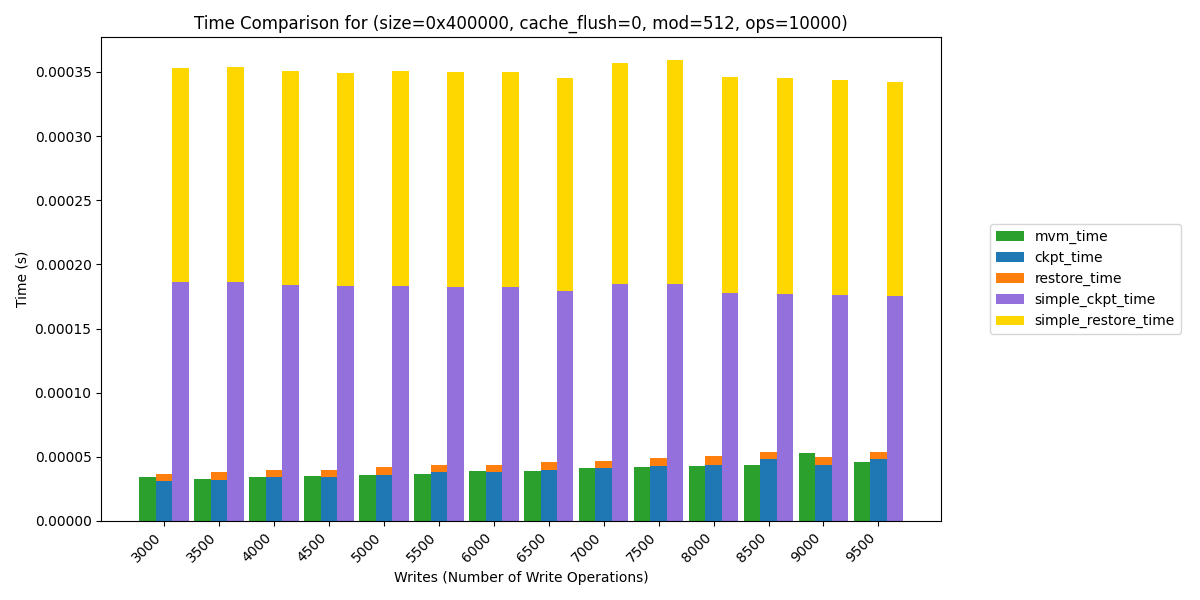 Time Comparison for (size=0x400000, cache_flush=0, mod=512, ops=10000)
Time (s)
0.00035
0.00030
0.00025
0.00020
0.00015
0.00010
0.00005
0.00000
3000
3500
4000
4500
5000
5500
6000
6500
7000
7500
8000
8500
9000
9500
Writes (Number of Write Operations)
mvm_time
ckpt_time
restore_time
simple_ckpt_time
simple_restore_time